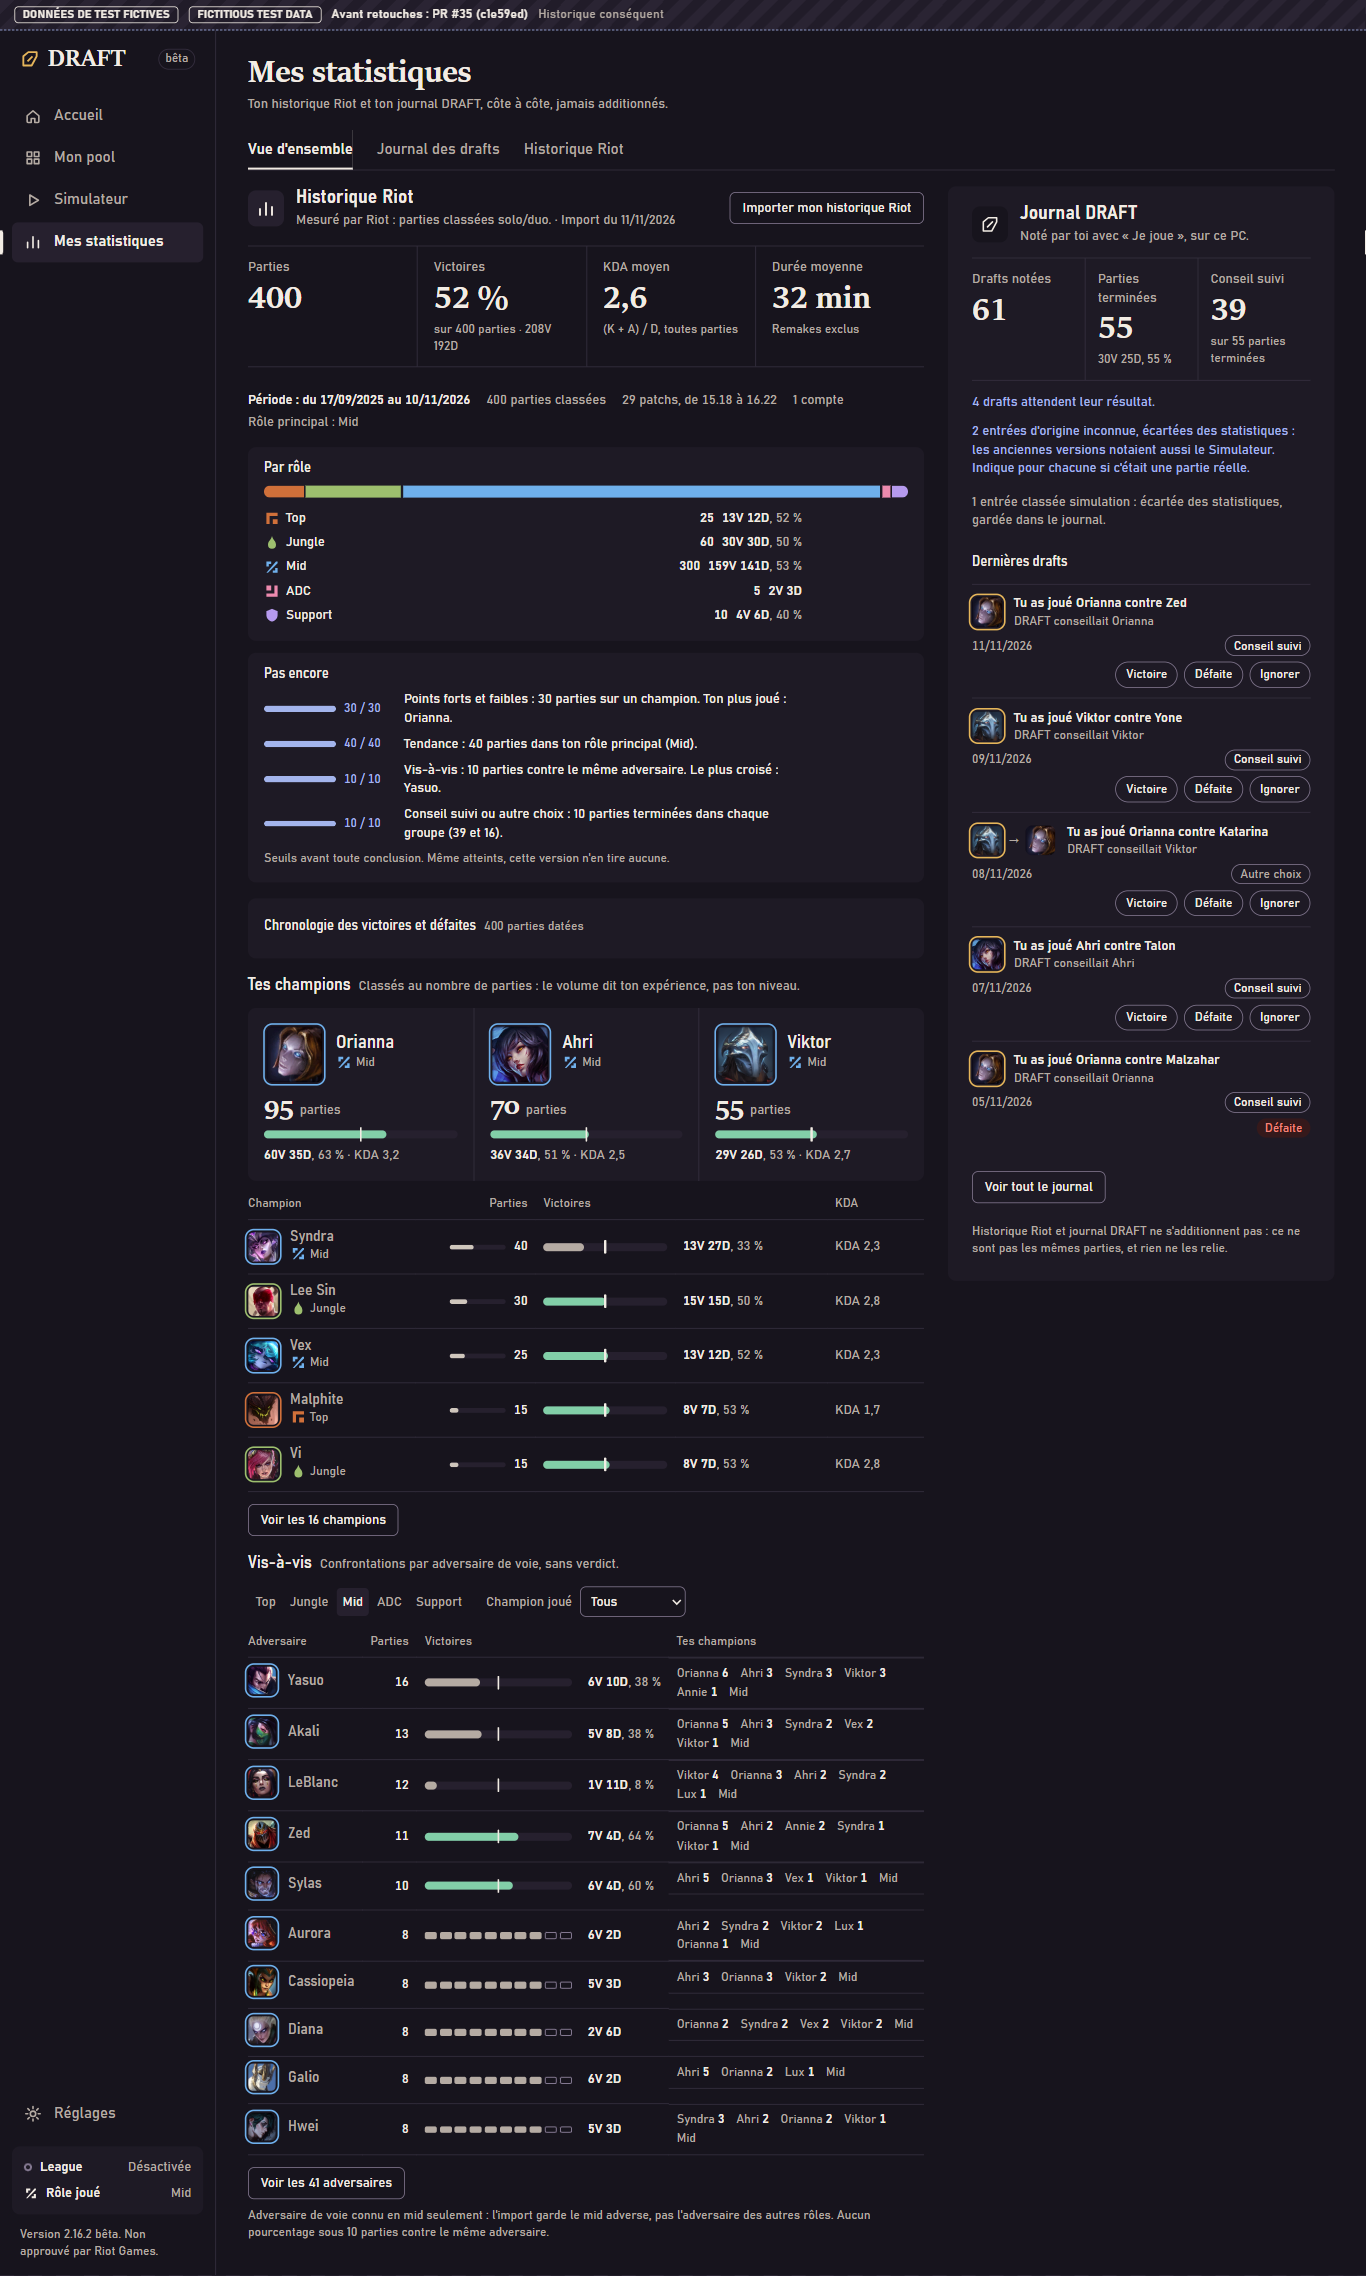 DONNÉES DE TEST FICTIVES
FICTITIOUS TEST DATA
Avant retouches : PR #35 (c1e59ed)
Historique conséquent
DRAFT
bêta
Accueil
Mon pool
Simulateur
Mes statistiques
Mes statistiques
Ton historique Riot et ton journal DRAFT, côte à côte, jamais additionnés.
Vue d'ensemble
Journal des drafts
Historique Riot
Historique Riot
Mesuré par Riot : parties classées solo/duo. · Import du 11/11/2026
Importer mon historique Riot
Parties
400
Victoires
52 %
sur 400 parties · 208V
192D
KDA moyen
2,6
(K + A) / D, toutes parties
Durée moyenne
32 min
Remakes exclus
Période : du 17/09/2025 au 10/11/2026
400 parties classées
29 patchs, de 15.18 à 16.22
1 compte
Rôle principal : Mid
Par rôle
Top 25 13V 12D, 52 %
Jungle 60 30V 30D, 50 %
Mid 300 159V 141D, 53 %
ADC 5 2V 3D
Support 10 4V 6D, 40 %
Pas encore
30 / 30
Points forts et faibles : 30 parties sur un champion. Ton plus joué :
Orianna.
40 / 40
Tendance : 40 parties dans ton rôle principal (Mid).
10 / 10
Vis-à-vis : 10 parties contre le même adversaire. Le plus croisé :
Yasuo.
10 / 10
Conseil suivi ou autre choix : 10 parties terminées dans chaque
groupe (39 et 16).
Seuils avant toute conclusion. Même atteints, cette version n'en tire aucune.
Chronologie des victoires et défaites 400 parties datées
Tes champions Classés au nombre de parties : le volume dit ton expérience, pas ton niveau.
Orianna
Mid
95 parties
60V 35D, 63 % · KDA 3,2
Ahri
Mid
70 parties
36V 34D, 51 % · KDA 2,5
Viktor
Mid
55 parties
29V 26D, 53 % · KDA 2,7
Champion Parties Victoires KDA
Syndra
Mid
40 13V 27D, 33 % KDA 2,3
Lee Sin
Jungle
30 15V 15D, 50 % KDA 2,8
Vex
Mid
25 13V 12D, 52 % KDA 2,3
Malphite
Top
15 8V 7D, 53 % KDA 1,7
Vi
Jungle
15 8V 7D, 53 % KDA 2,8
Voir les 16 champions
Vis-à-vis Confrontations par adversaire de voie, sans verdict.
Top Jungle Mid ADC Support Champion joué Tous
Adversaire Parties Victoires Tes champions
Yasuo 16 6V 10D, 38 % Orianna 6 Ahri 3 Syndra 3 Viktor 3
Annie 1 Mid
Akali 13 5V 8D, 38 % Orianna 5 Ahri 3 Syndra 2 Vex 2
Viktor 1 Mid
LeBlanc 12 1V 11D, 8 % Viktor 4 Orianna 3 Ahri 2 Syndra 2
Lux 1 Mid
Zed 11 7V 4D, 64 % Orianna 5 Ahri 2 Annie 2 Syndra 1
Viktor 1 Mid
Sylas 10 6V 4D, 60 % Ahri 5 Orianna 3 Vex 1 Viktor 1 Mid
Aurora 8 6V 2D Ahri 2 Syndra 2 Viktor 2 Lux 1
Orianna 1 Mid
Cassiopeia 8 5V 3D Ahri 3 Orianna 3 Viktor 2 Mid
Diana 8 2V 6D Orianna 2 Syndra 2 Vex 2 Viktor 2 Mid
Galio 8 6V 2D Ahri 5 Orianna 2 Lux 1 Mid
Hwei 8 5V 3D Syndra 3 Ahri 2 Orianna 2 Viktor 1
Mid
Voir les 41 adversaires
Adversaire de voie connu en mid seulement : l'import garde le mid adverse, pas l'adversaire des autres rôles. Aucun
pourcentage sous 10 parties contre le même adversaire.
Journal DRAFT
Noté par toi avec « Je joue », sur ce PC.
Drafts notées
61
Parties
terminées
55
30V 25D, 55 %
Conseil suivi
39
sur 55 parties
terminées
4 drafts attendent leur résultat.
2 entrées d'origine inconnue, écartées des statistiques :
les anciennes versions notaient aussi le Simulateur.
Indique pour chacune si c'était une partie réelle.
1 entrée classée simulation : écartée des statistiques,
gardée dans le journal.
Dernières drafts
Tu as joué Orianna contre Zed
DRAFT conseillait Orianna
11/11/2026
Conseil suivi
Victoire Défaite Ignorer
Tu as joué Viktor contre Yone
DRAFT conseillait Viktor
09/11/2026
Conseil suivi
Victoire Défaite Ignorer
→
Tu as joué Orianna contre Katarina
DRAFT conseillait Viktor
08/11/2026
Autre choix
Victoire Défaite Ignorer
Tu as joué Ahri contre Talon
DRAFT conseillait Ahri
07/11/2026
Conseil suivi
Victoire Défaite Ignorer
Tu as joué Orianna contre Malzahar
DRAFT conseillait Orianna
05/11/2026
Conseil suivi
Défaite
Voir tout le journal
Historique Riot et journal DRAFT ne s'additionnent pas : ce ne
sont pas les mêmes parties, et rien ne les relie.
Réglages
League Désactivée
Rôle joué Mid
Version 2.16.2 bêta. Non
approuvé par Riot Games.